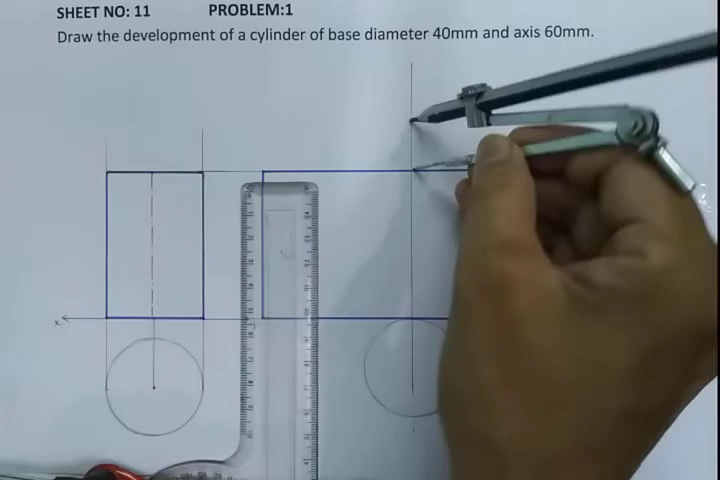 SHEET NO: 11 PROBLEM:1
Draw the development of a cylinder of base diameter 40mm and axis 60mm.
x